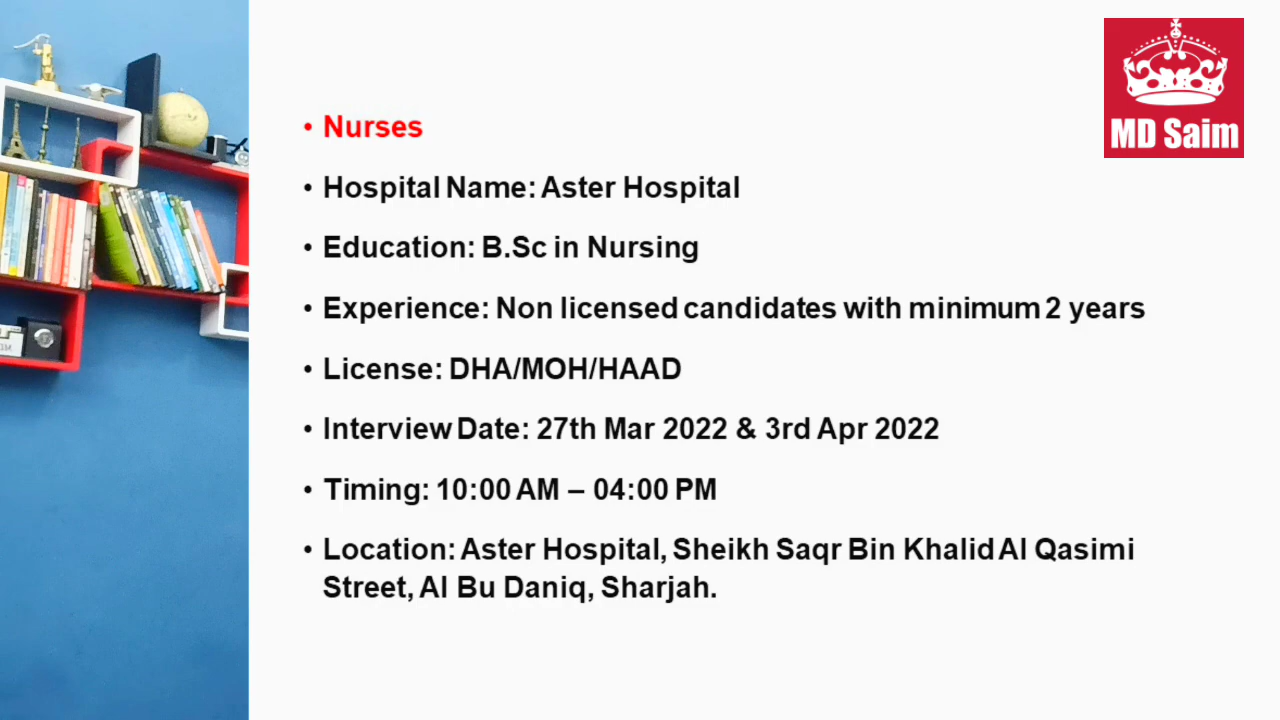 MD Saim
• Nurses
• Hospital Name: Aster Hospital
• Education: B.Sc in Nursing
• Experience: Non licensed candidates with minimum 2 years
• License: DHA/MOH/HAAD
• Interview Date: 27th Mar 2022 & 3rd Apr 2022
• Timing: 10:00 AM – 04:00 PM
• Location: Aster Hospital, Sheikh Saqr Bin Khalid Al Qasimi
Street, Al Bu Daniq, Sharjah.